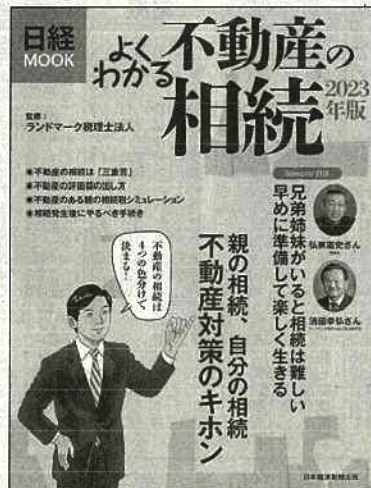 日経
MOOK
よく
わかる
不動産の
相続
2023
年版
監修:
ランドマーク税理士法人
●不動産の相続は「三重苦」
●不動産の評価額の出し方
●不動産のある親の相続税シミュレーション
●相続発生後にやるべき手続き
兄弟姉妹がいると相続は難しい
早めに準備して楽しく生きる
弘兼憲史さん
清田幸弘さん
不動産の相続は
4つの色分けで
決まる!
親の相続、自分の相続
不動産対策のキホン
日本経済新聞出版